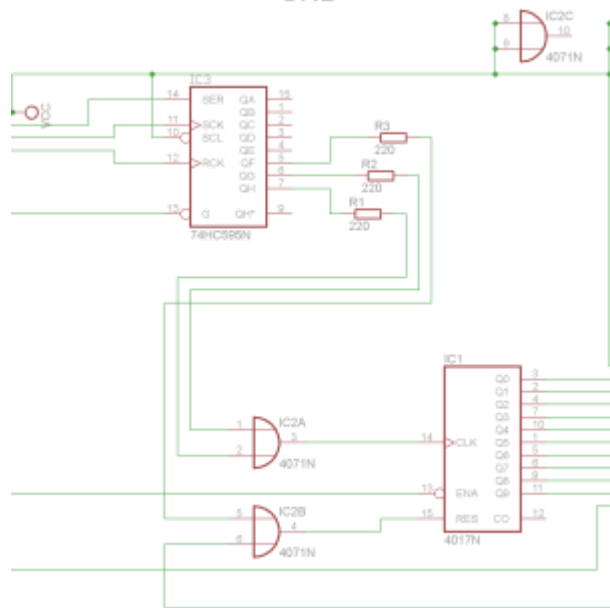 8
9
10
IC2C
4071N
VCC
IC3
14 SER QA 15
QB 1
11 SCK QC 2
10 SCL QD 3
QE 4
12 RCK QF 5
QG 6
QH 7
13 G QH* 9
74HC595N
R3
220
R2
220
R1
220
IC2A
1
2
3
4071N
IC2B
5
6
4
4071N
IC1
Q0 3
Q1 2
Q2 4
Q3 7
Q4 10
14 CLK Q5 1
Q6 5
Q7 6
Q8 9
13 ENA Q9 11
15 RES CO 12
4017N